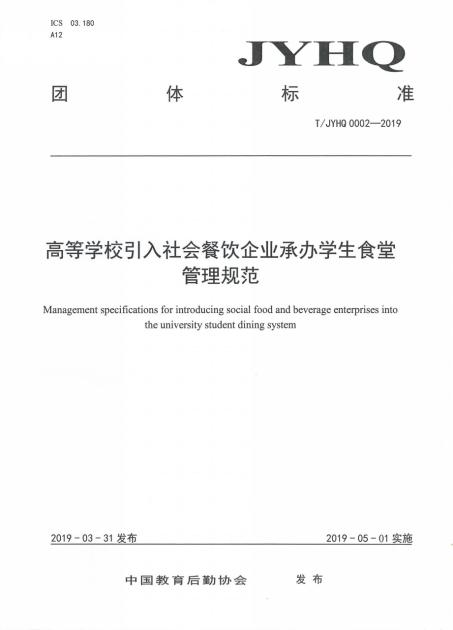 ICS 03.180
A12
JYHQ
团体标准
T/JYHQ 0002—2019
高等学校引入社会餐饮企业承办学生食堂
管理规范
Management specifications for introducing social food and beverage enterprises into
the university student dining system
2019-03-31 发布 2019-05-01 实施
中国教育后勤协会 发布